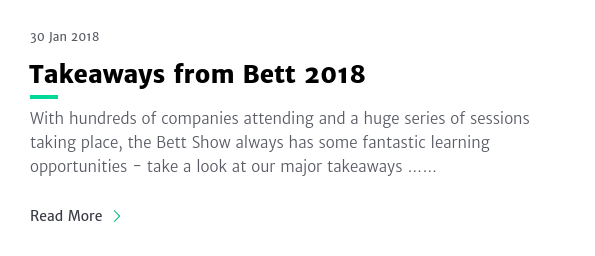 30 Jan 2018
Takeaways from Bett 2018
With hundreds of companies attending and a huge series of sessions
taking place, the Bett Show always has some fantastic learning
opportunities – take a look at our major takeaways ......
Read More